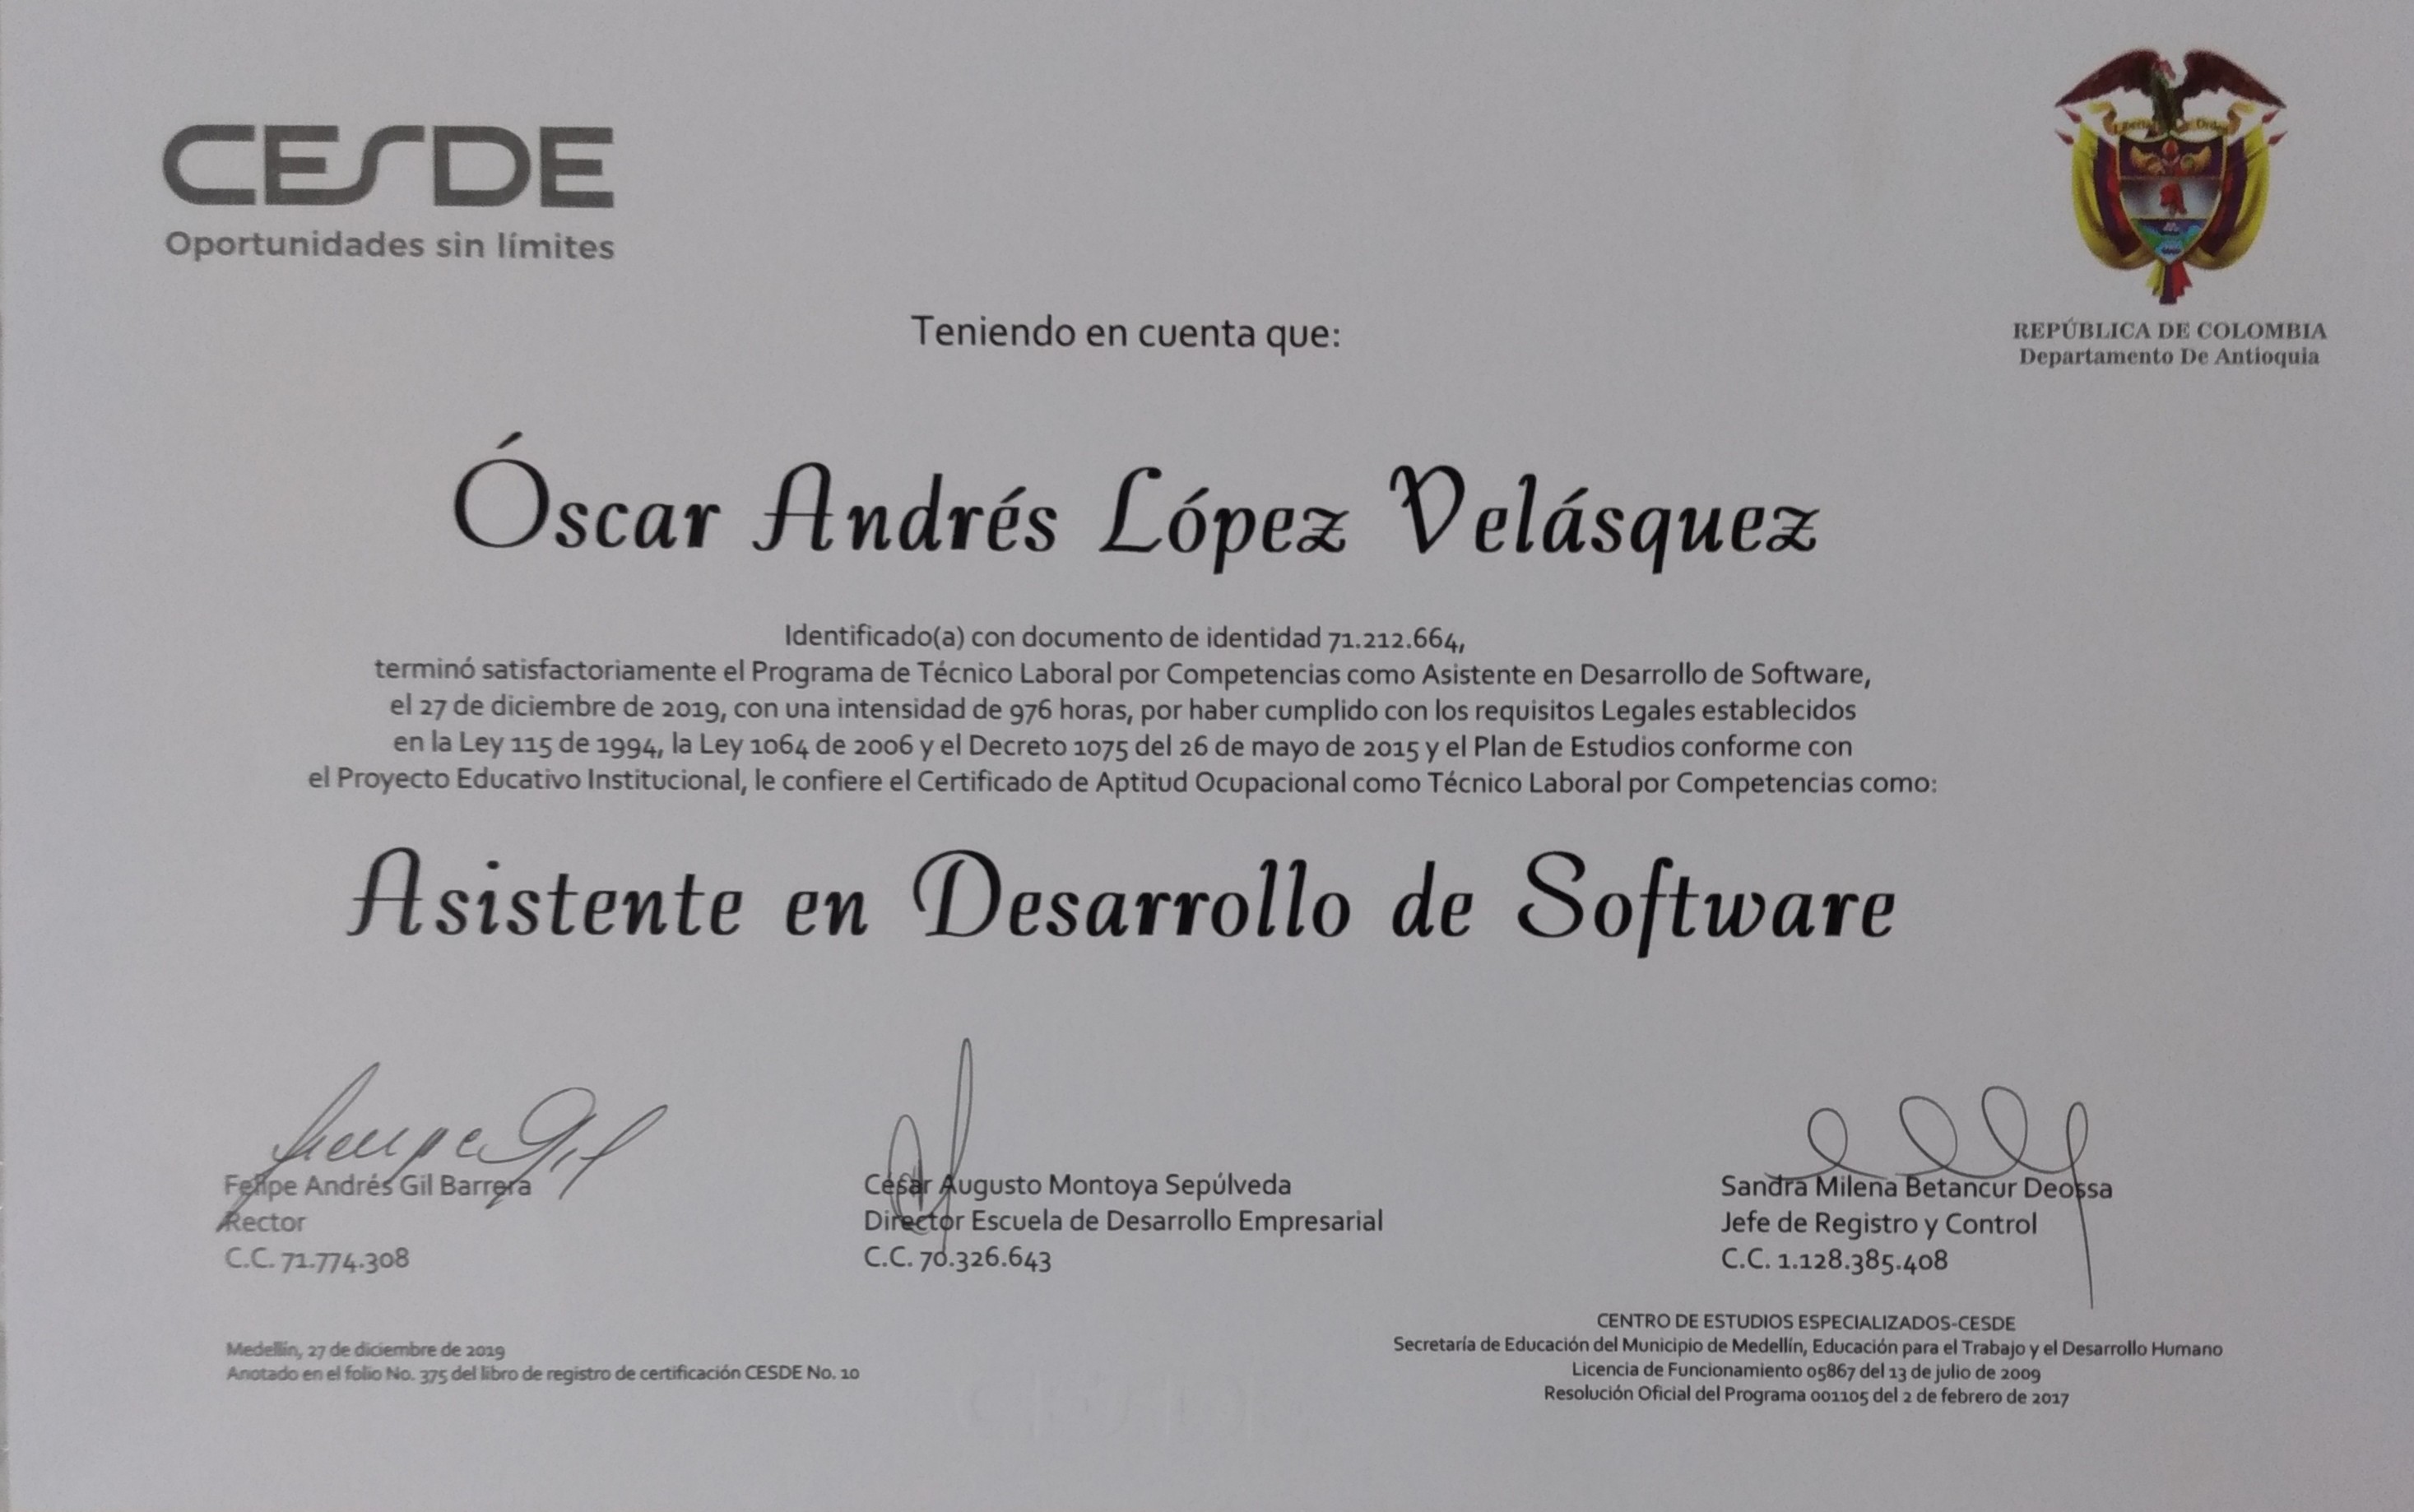 CESDE
Oportunidades sin límites
Libertad y Orden
REPÚBLICA DE COLOMBIA
Departamento De Antioquia
Teniendo en cuenta que:
Óscar Andrés López Velásquez
Identificado(a) con documento de identidad 71.212.664,
terminó satisfactoriamente el Programa de Técnico Laboral por Competencias como Asistente en Desarrollo de Software,
el 27 de diciembre de 2019, con una intensidad de 976 horas, por haber cumplido con los requisitos Legales establecidos
en la Ley 115 de 1994, la Ley 1064 de 2006 y el Decreto 1075 del 26 de mayo de 2015 y el Plan de Estudios conforme con
el Proyecto Educativo Institucional, le confiere el Certificado de Aptitud Ocupacional como Técnico Laboral por Competencias como:
Asistente en Desarrollo de Software
Felipe Andrés Gil Barrera
Rector
C.C. 71.774.308
César Augusto Montoya Sepúlveda
Director Escuela de Desarrollo Empresarial
C.C. 70.326.643
Sandra Milena Betancur Deossa
Jefe de Registro y Control
C.C. 1.128.385.408
Medellín, 27 de diciembre de 2019
Anotado en el folio No. 375 del libro de registro de certificación CESDE No. 10
CENTRO DE ESTUDIOS ESPECIALIZADOS-CESDE
Secretaría de Educación del Municipio de Medellín, Educación para el Trabajo y el Desarrollo Humano
Licencia de Funcionamiento 05867 del 13 de julio de 2009
Resolución Oficial del Programa 001105 del 2 de febrero de 2017